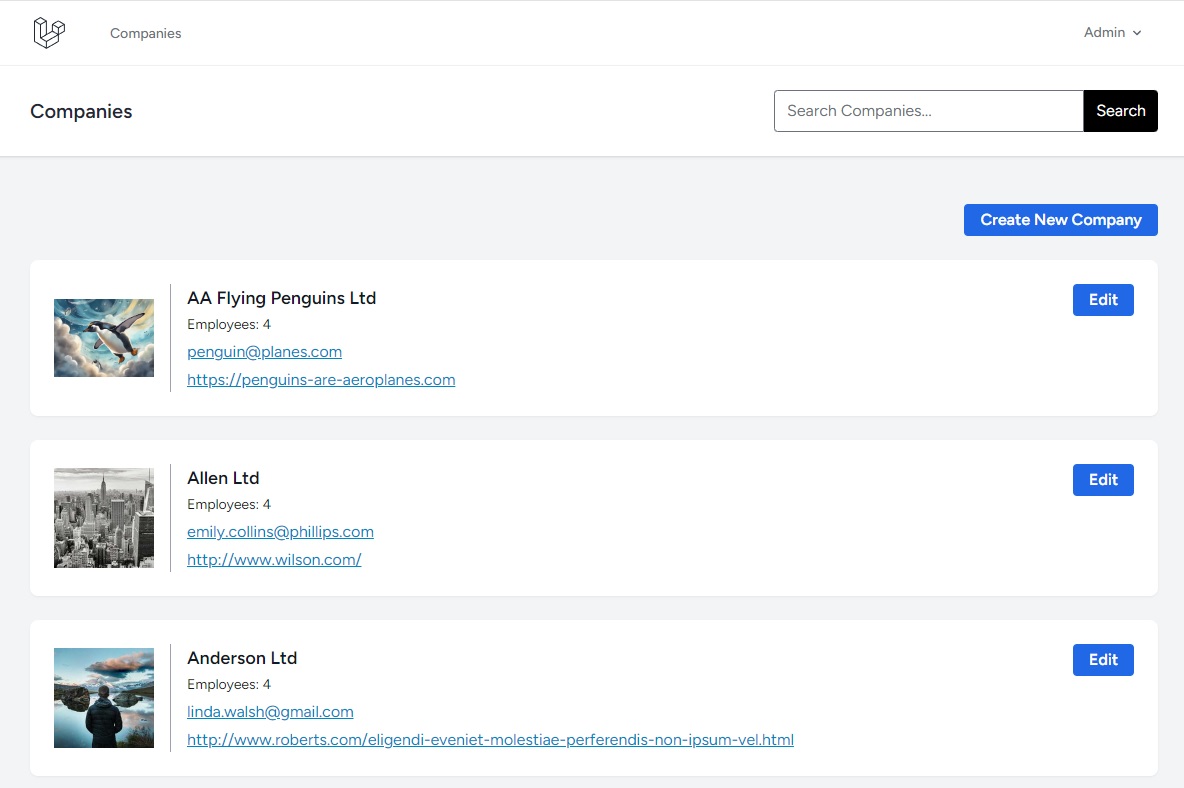 Companies
Admin
Companies
Search Companies...
Search
Create New Company
AA Flying Penguins Ltd
Edit
Employees: 4
penguin@planes.com
https://penguins-are-aeroplanes.com
Allen Ltd
Edit
Employees: 4
emily.collins@phillips.com
http://www.wilson.com/
Anderson Ltd
Edit
Employees: 4
linda.walsh@gmail.com
http://www.roberts.com/eligendi-eveniet-molestiae-perferendis-non-ipsum-vel.html